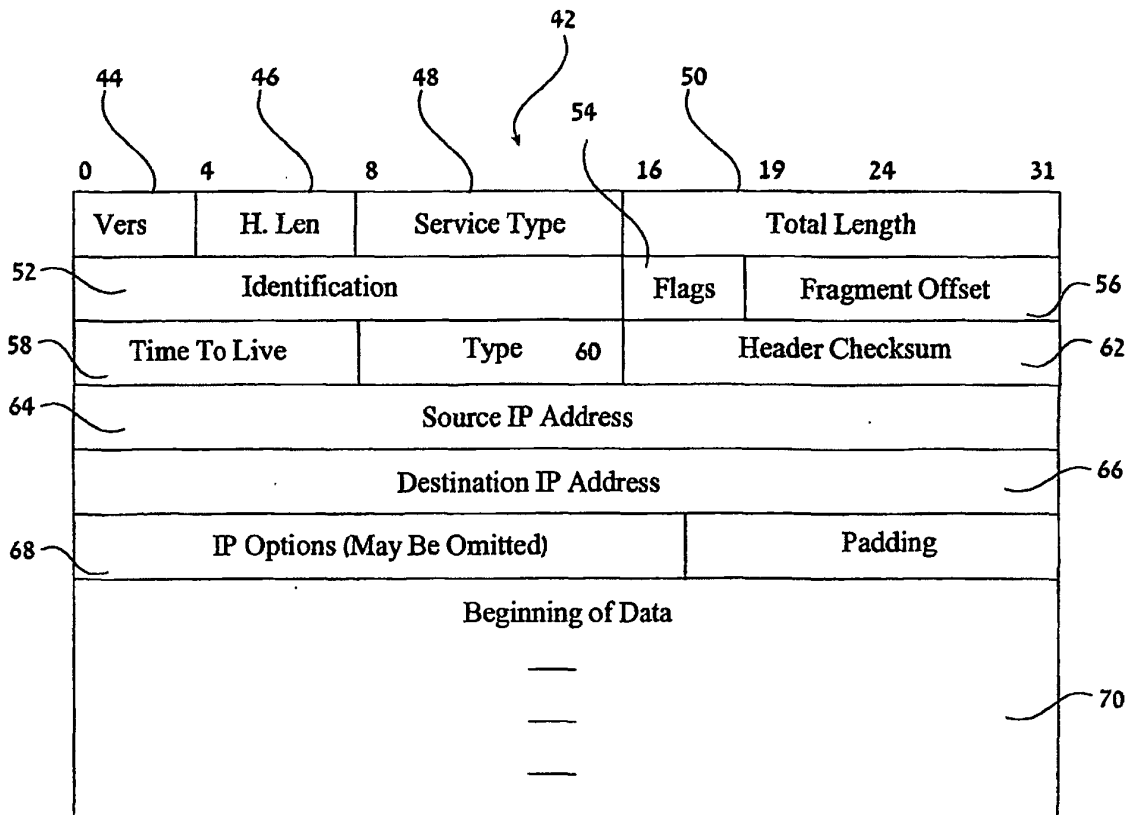 42
44 46 48 50
54
0 4 8 16 19 24 31
Vers H. Len Service Type Total Length
52 Identification Flags Fragment Offset 56
58 Time To Live Type 60 Header Checksum 62
64 Source IP Address
Destination IP Address 66
68 IP Options (May Be Omitted) Padding
Beginning of Data
70